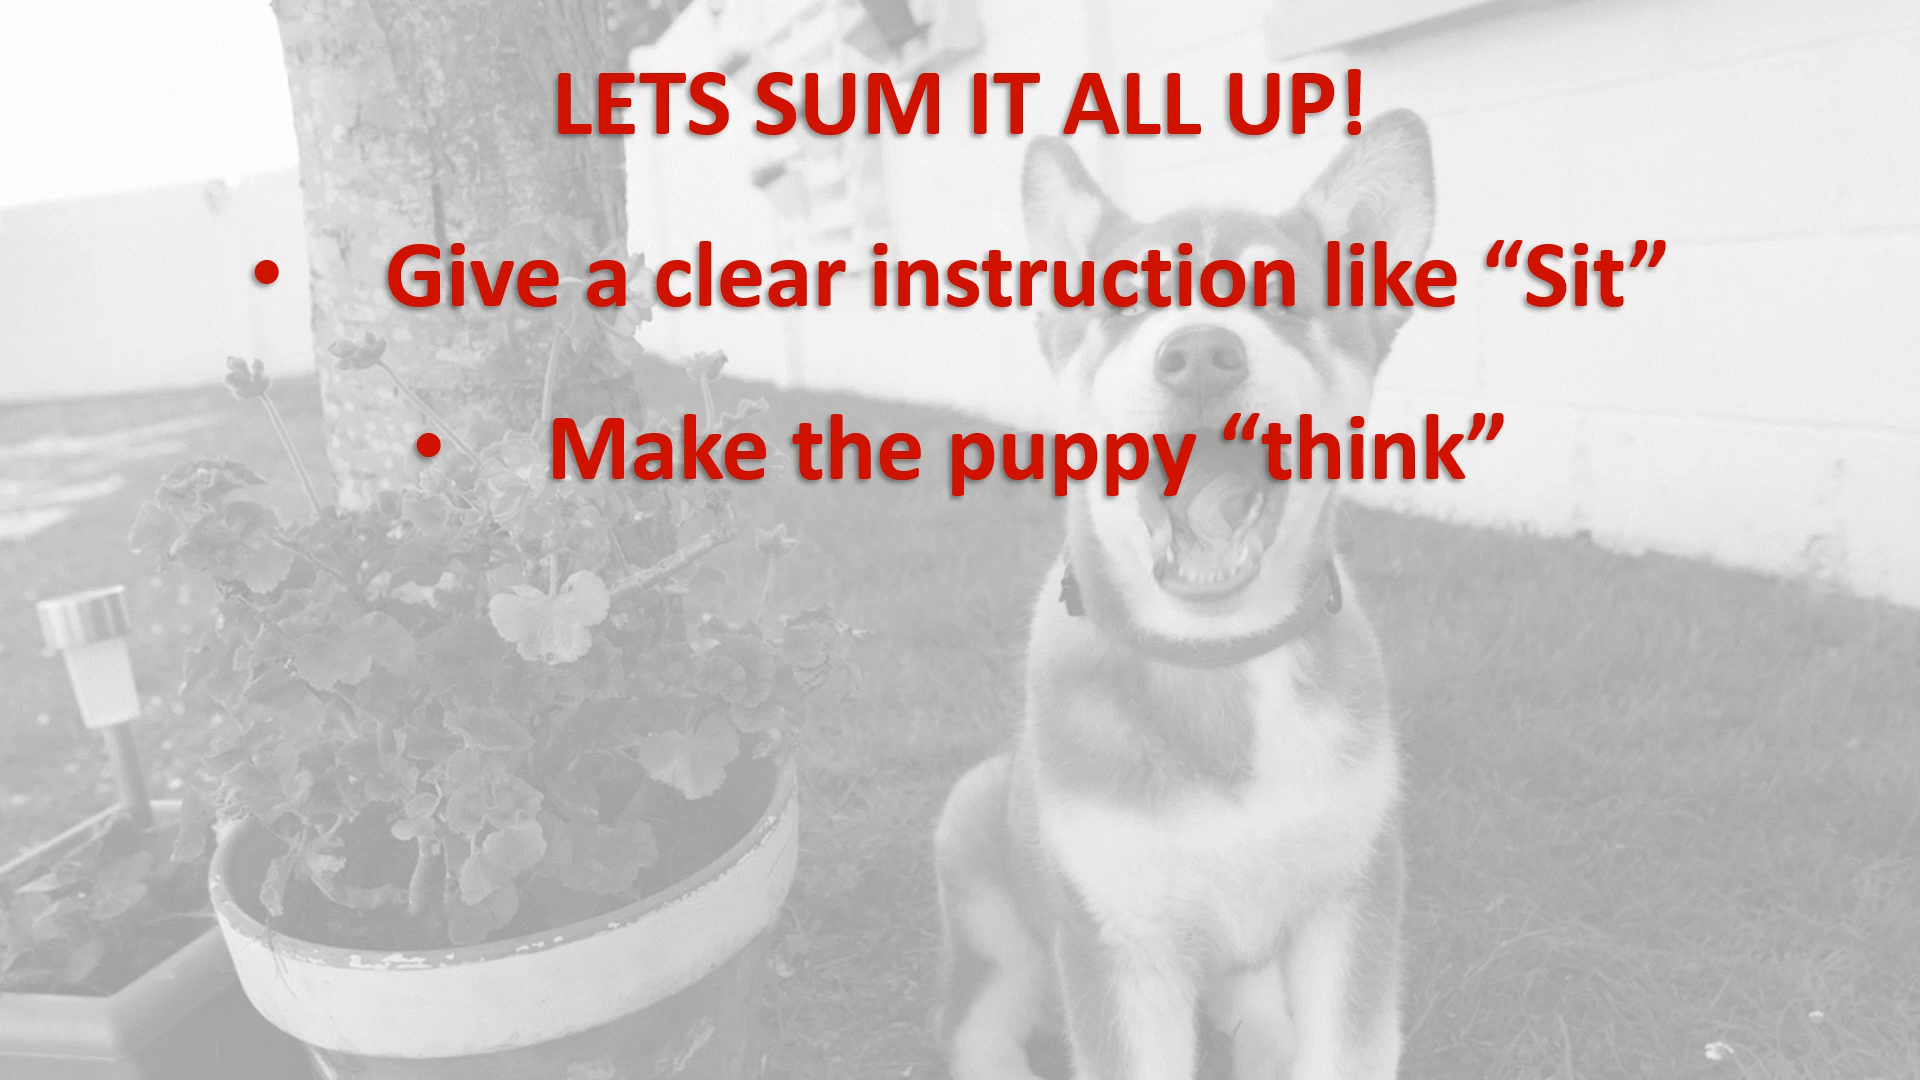 LETS SUM IT ALL UP!
• Give a clear instruction like “Sit”
• Make the puppy “think”